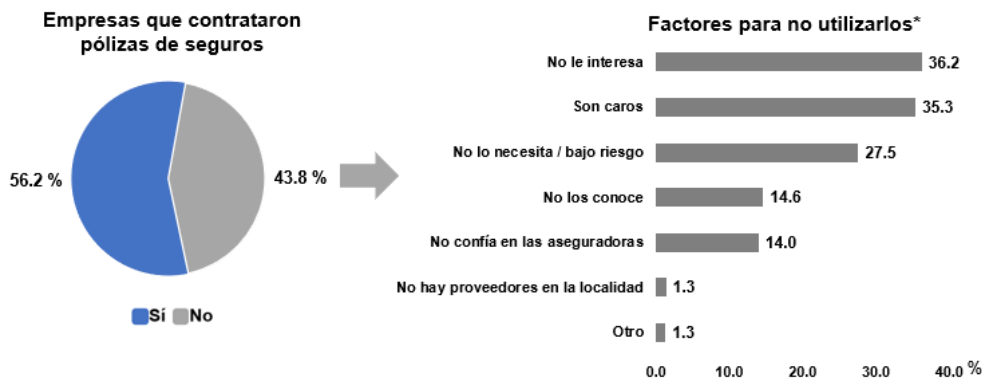 Empresas que contrataron
pólizas de seguros
56.2 %
43.8 %
Sí No
Factores para no utilizarlos*
No le interesa 36.2
Son caros 35.3
No lo necesita / bajo riesgo 27.5
No los conoce 14.6
No confía en las aseguradoras 14.0
No hay proveedores en la localidad 1.3
Otro 1.3
0.0 10.0 20.0 30.0 40.0 %